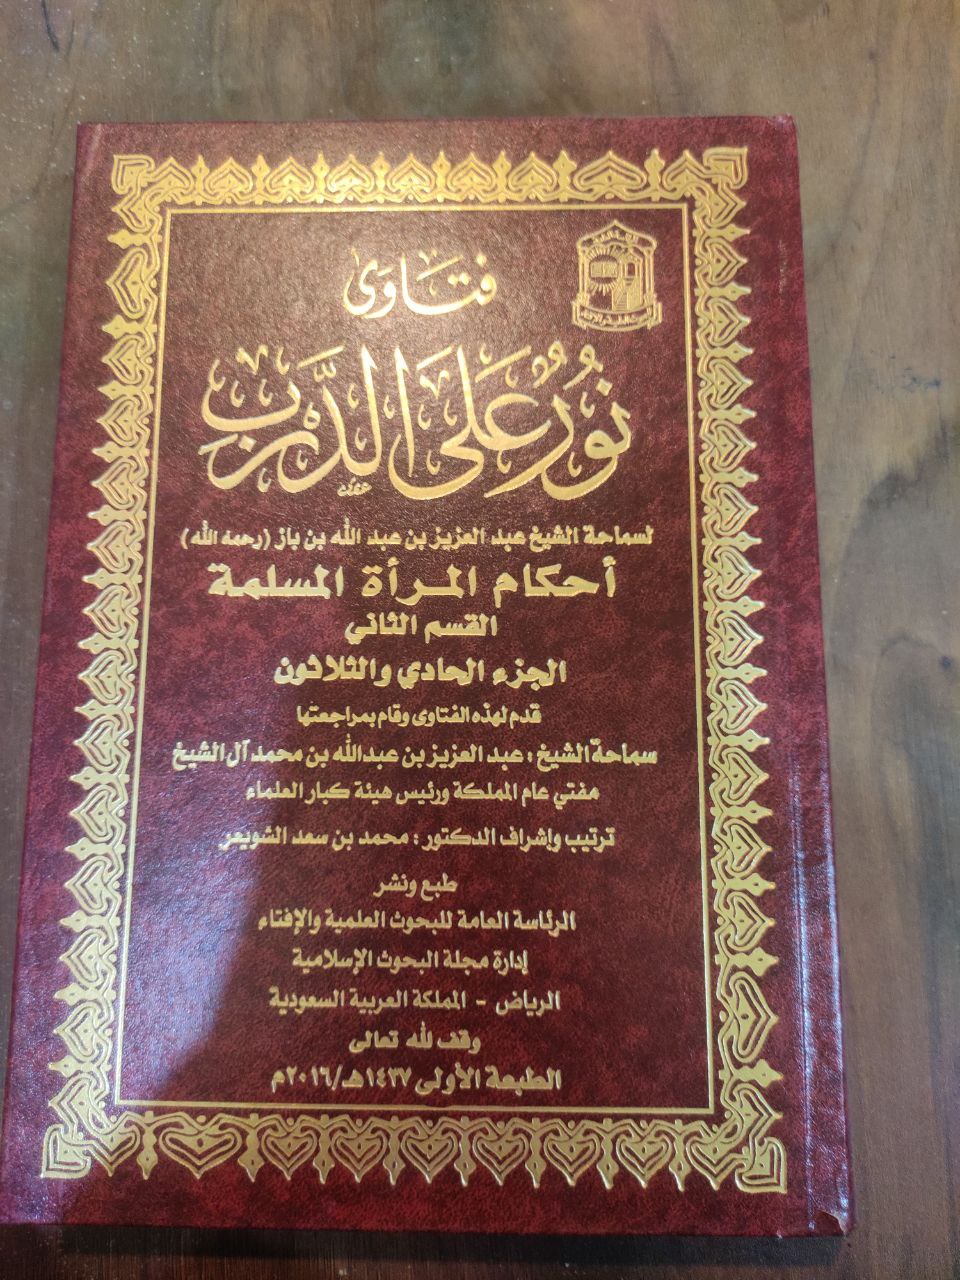 فتاوى
نُورٌ عَلَى الدَّرْبِ
لسماحة الشيخ عبد العزيز بن عبد الله بن باز (رحمه الله)
أحكام المرأة المسلمة
القسم الثاني
الجزء الحادي والثلاثون
قدم لهذه الفتاوى وقام بمراجعتها
سماحة الشيخ : عبد العزيز بن عبدالله بن محمد آل الشيخ
مفتي عام المملكة ورئيس هيئة كبار العلماء
ترتيب وإشراف الدكتور : محمد بن سعد الشويعر
طبع ونشر
الرئاسة العامة للبحوث العلمية والإفتاء
إدارة مجلة البحوث الإسلامية
الرياض - المملكة العربية السعودية
وقف لله تعالى
الطبعة الأولى ١٤٣٧هـ/٢٠١٦م